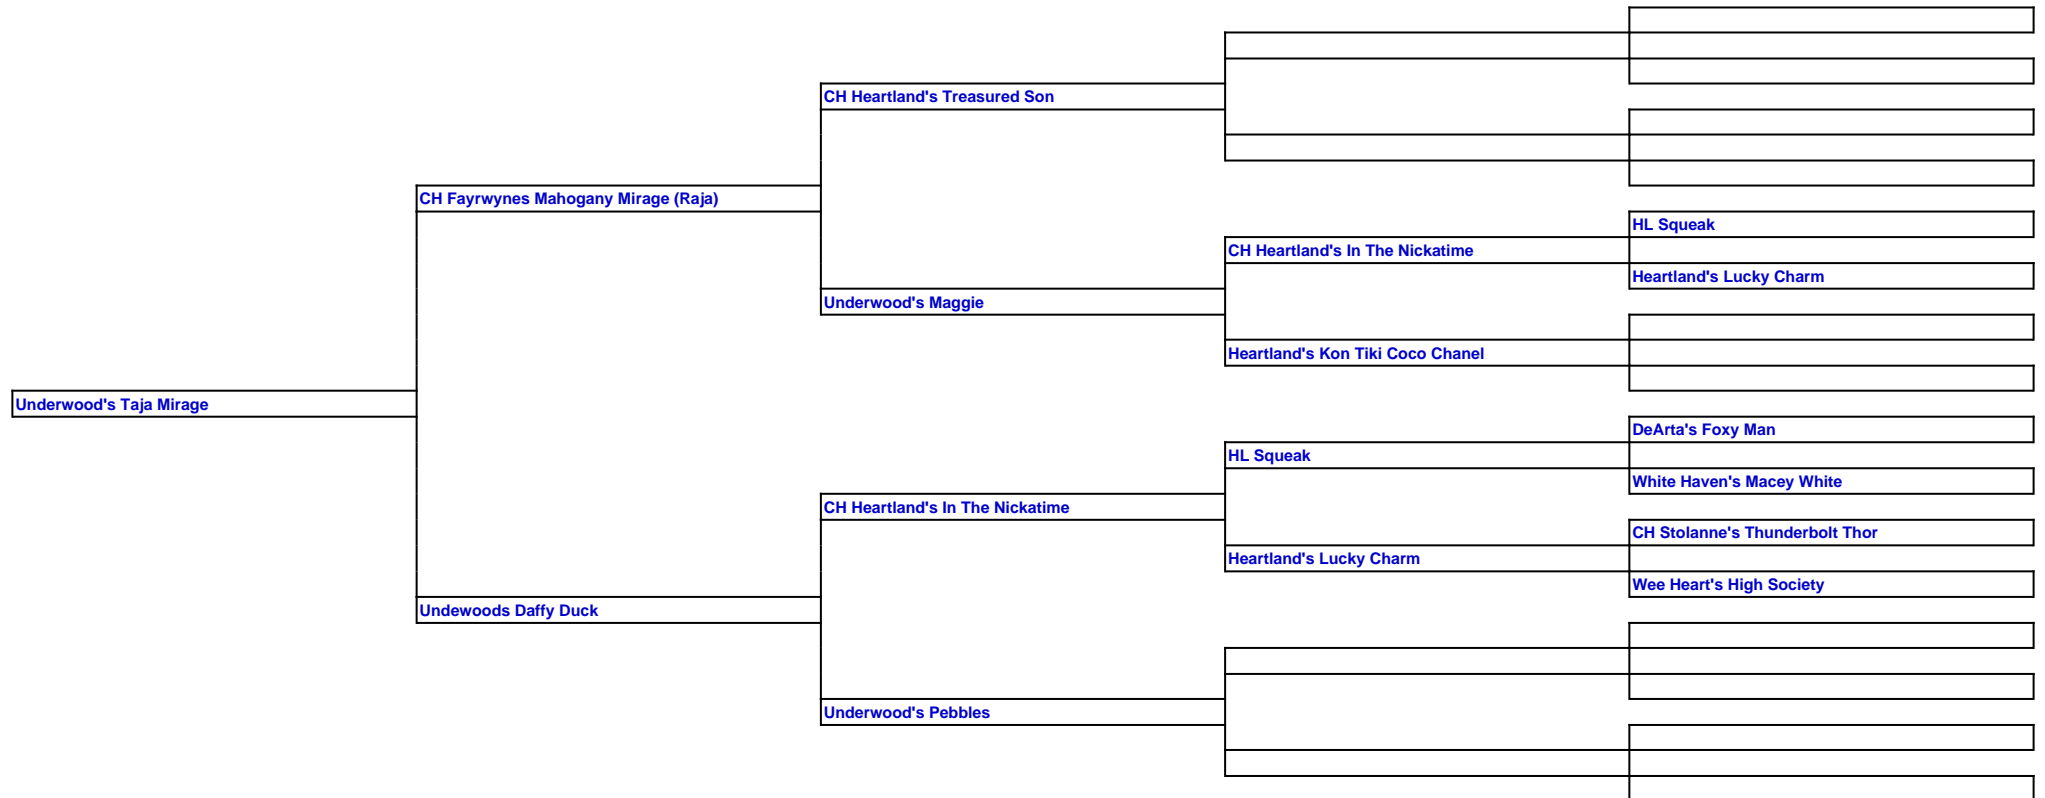 CH Heartland's Treasured Son
CH Fayrwynes Mahogany Mirage (Raja)
HL Squeak
CH Heartland's In The Nickatime
Heartland's Lucky Charm
Underwood's Maggie
Heartland's Kon Tiki Coco Chanel
Underwood's Taja Mirage
DeArta's Foxy Man
HL Squeak
White Haven's Macey White
CH Heartland's In The Nickatime
CH Stolanne's Thunderbolt Thor
Heartland's Lucky Charm
Wee Heart's High Society
Undewoods Daffy Duck
Underwood's Pebbles